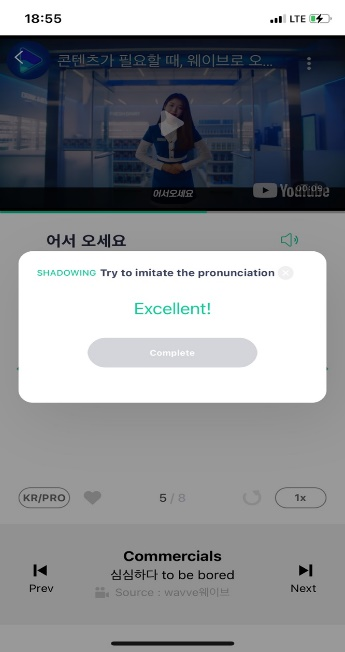 18:55
LTE
콘텐츠가 필요할 때, 웨이브로 오...
어서오세요
YouTube
00:09
어서 오세요
SHADOWING Try to imitate the pronunciation
Excellent!
Complete
KR/PRO
5 / 8
1x
Commercials
심심하다 to be bored
Prev
Next
Source : wavve웨이브